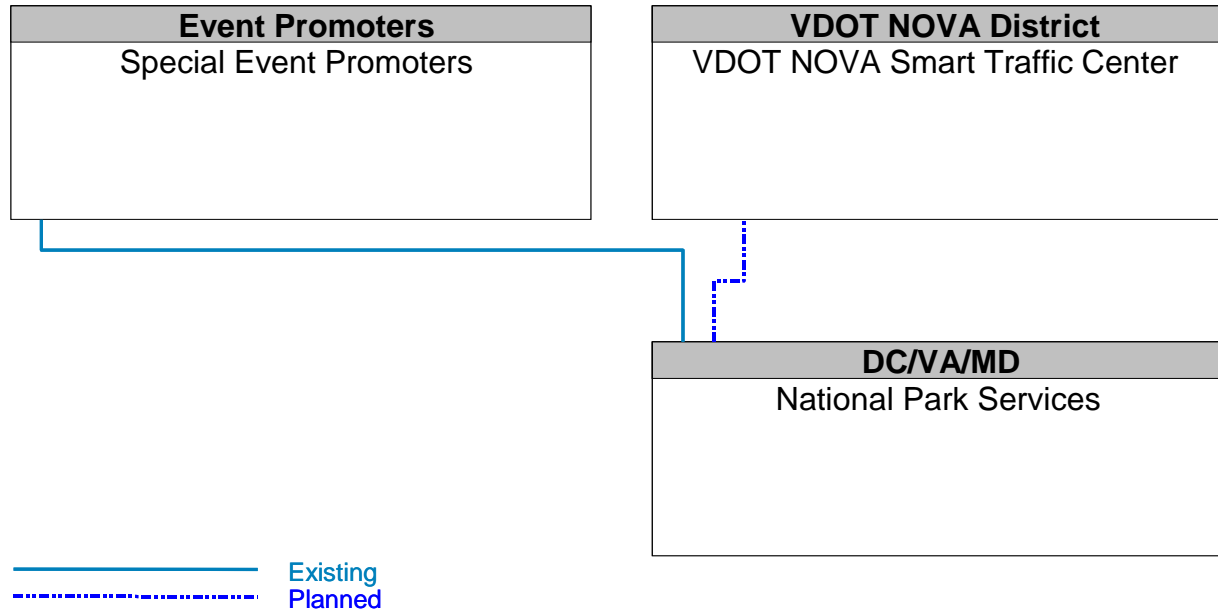 Event Promoters
Special Event Promoters
VDOT NOVA District
VDOT NOVA Smart Traffic Center
DC/VA/MD
National Park Services
Existing
Planned